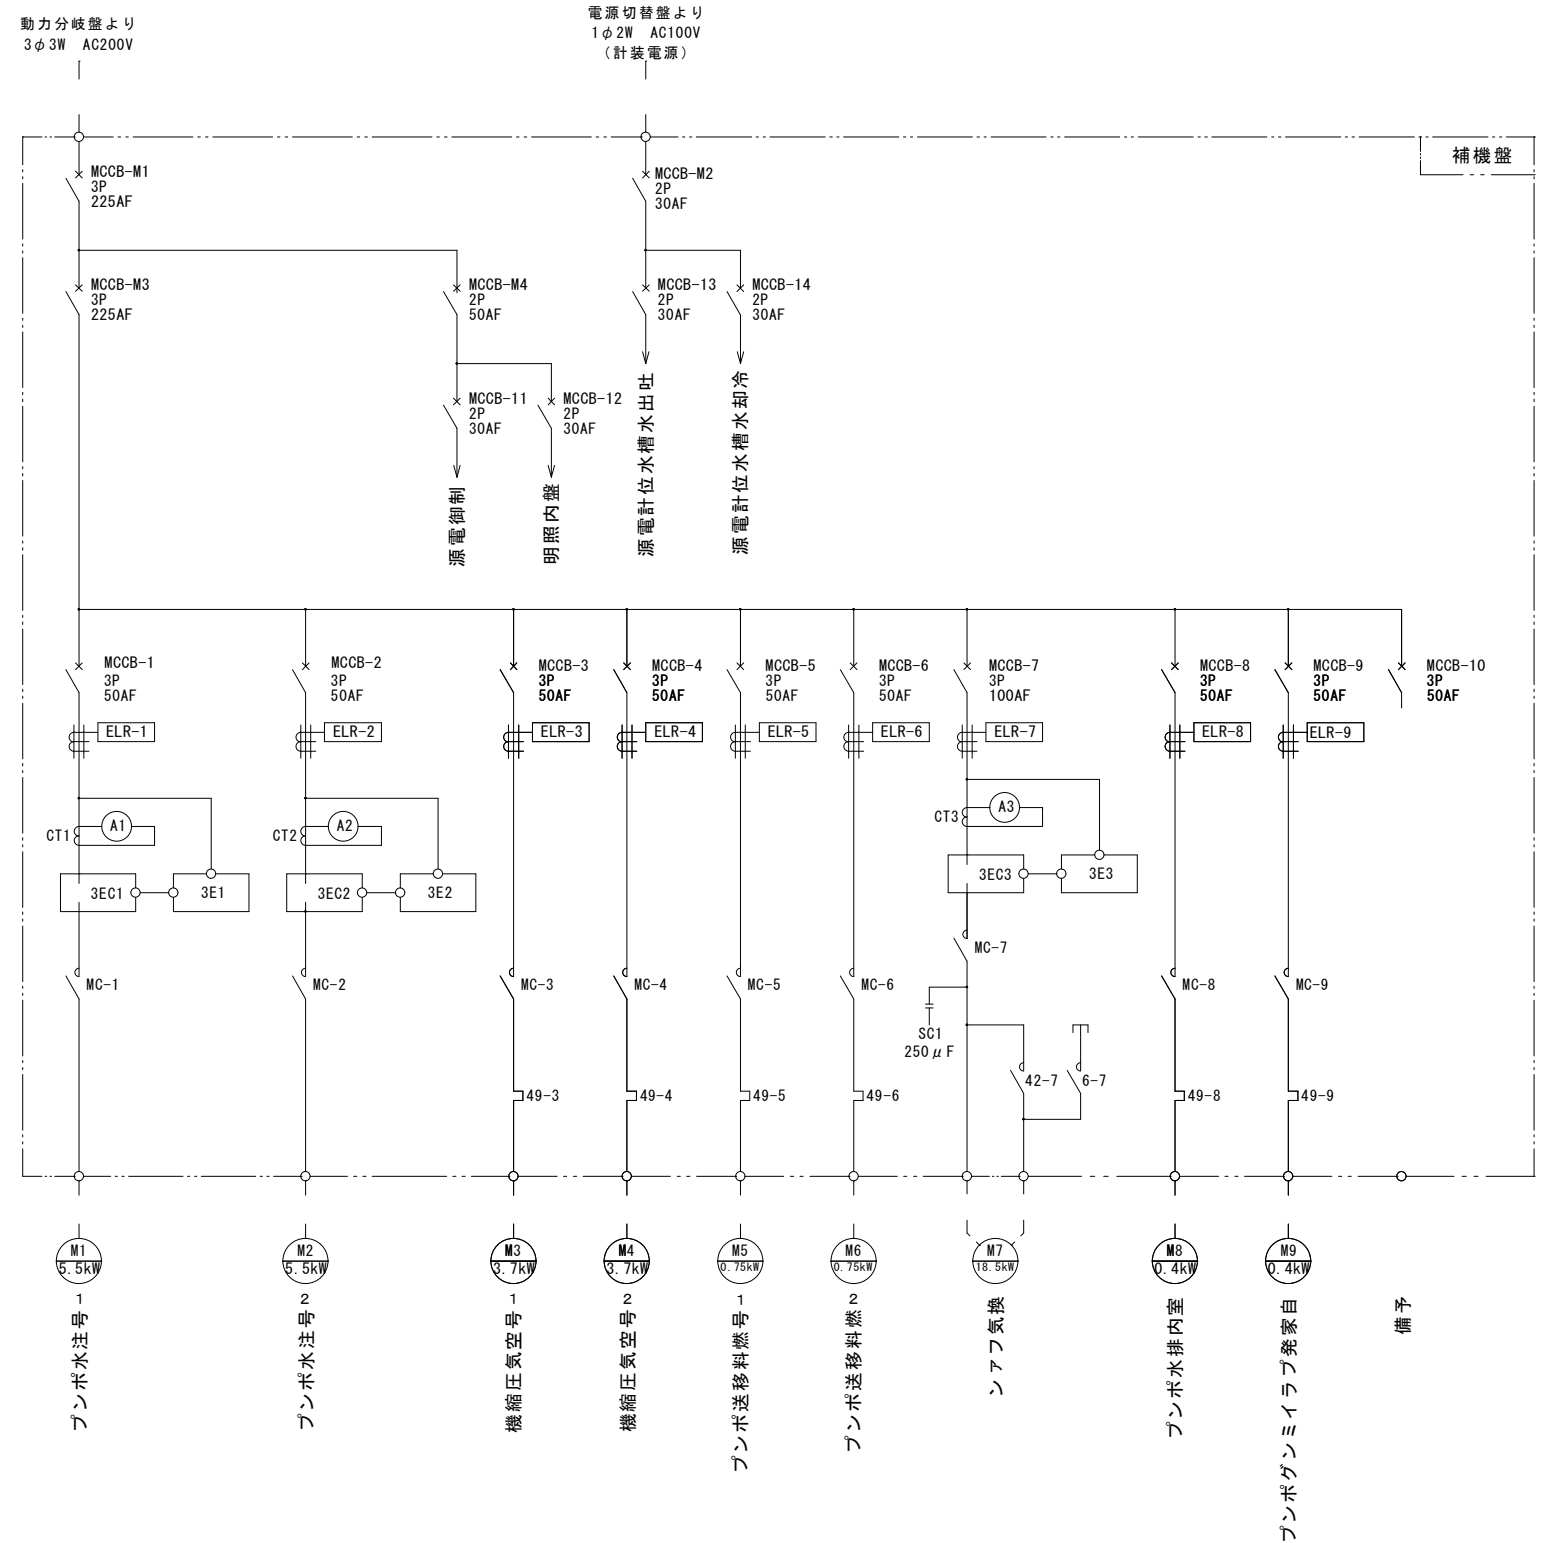 動力分岐盤より
3φ3W AC200V
電源切替盤より
1φ2W AC100V
(計装電源)
補機盤
MCCB-M1
3P
225AF
MCCB-M2
2P
30AF
MCCB-M3
3P
225AF
MCCB-M4
2P
50AF
MCCB-13
2P
30AF
MCCB-14
2P
30AF
MCCB-11
2P
30AF
MCCB-12
2P
30AF
制御電源
盤内照明
吐出水槽水位計電源
冷却水槽水位計電源
MCCB-1
3P
50AF
MCCB-2
3P
50AF
MCCB-3
3P
50AF
MCCB-4
3P
50AF
MCCB-5
3P
50AF
MCCB-6
3P
50AF
MCCB-7
3P
100AF
MCCB-8
3P
50AF
MCCB-9
3P
50AF
MCCB-10
3P
50AF
ELR-1
ELR-2
ELR-3
ELR-4
ELR-5
ELR-6
ELR-7
ELR-8
ELR-9
CT1
A1
CT2
A2
CT3
A3
3EC1
3E1
3EC2
3E2
3EC3
3E3
MC-1
MC-2
MC-3
MC-4
MC-5
MC-6
MC-7
MC-8
MC-9
SC1
250μF
42-7
6-7
49-3
49-4
49-5
49-6
49-8
49-9
M1
5.5kW
M2
5.5kW
M3
3.7kW
M4
3.7kW
M5
0.75kW
M6
0.75kW
M7
18.5kW
M8
0.4kW
M9
0.4kW
1号注水ポンプ
2号注水ポンプ
1号空気圧縮機
2号空気圧縮機
1号燃料移送ポンプ
2燃料移送ポンプ
換気ファン
室内排水ポンプ
自家発プライミングポンプ
予備